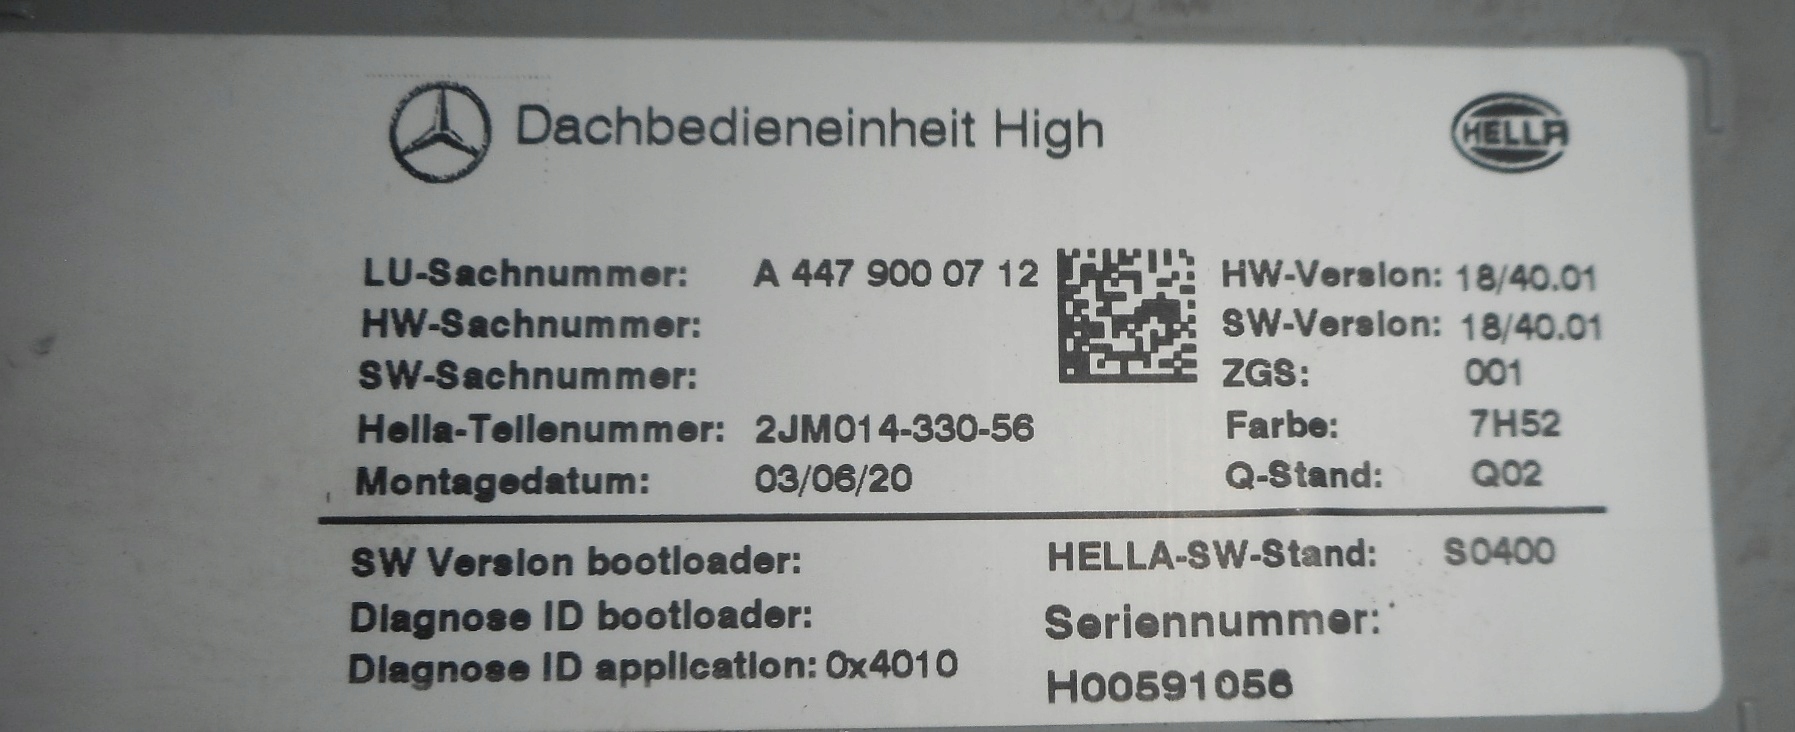 Dachbedieneinheit High
HELLA
LU-Sachnummer: A 447 900 07 12
HW-Version: 18/40.01
HW-Sachnummer:
SW-Version: 18/40.01
SW-Sachnummer:
ZGS: 001
Hella-Teilenummer: 2JM014-330-56
Farbe: 7H52
Montagedatum: 03/06/20
Q-Stand: Q02
SW Version bootloader:
HELLA-SW-Stand: S0400
Diagnose ID bootloader:
Seriennummer:
Diagnose ID application: 0x4010
H00591056